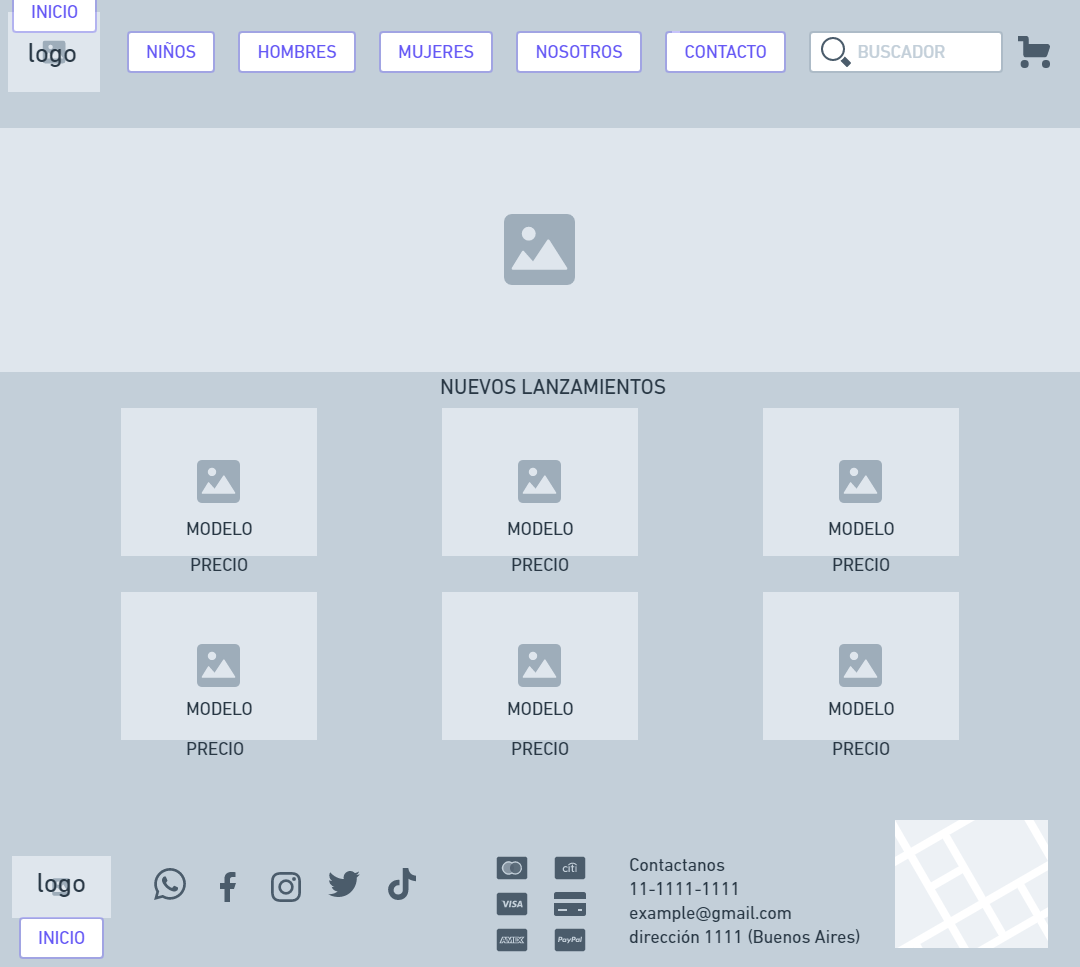 INICIO
logo
NIÑOS
HOMBRES
MUJERES
NOSOTROS
CONTACTO
BUSCADOR
NUEVOS LANZAMIENTOS
MODELO
MODELO
MODELO
PRECIO
PRECIO
PRECIO
MODELO
MODELO
MODELO
PRECIO
PRECIO
PRECIO
logo
INICIO
citi
VISA
AMEX
PayPal
Contactanos
11-1111-1111
example@gmail.com
dirección 1111 (Buenos Aires)